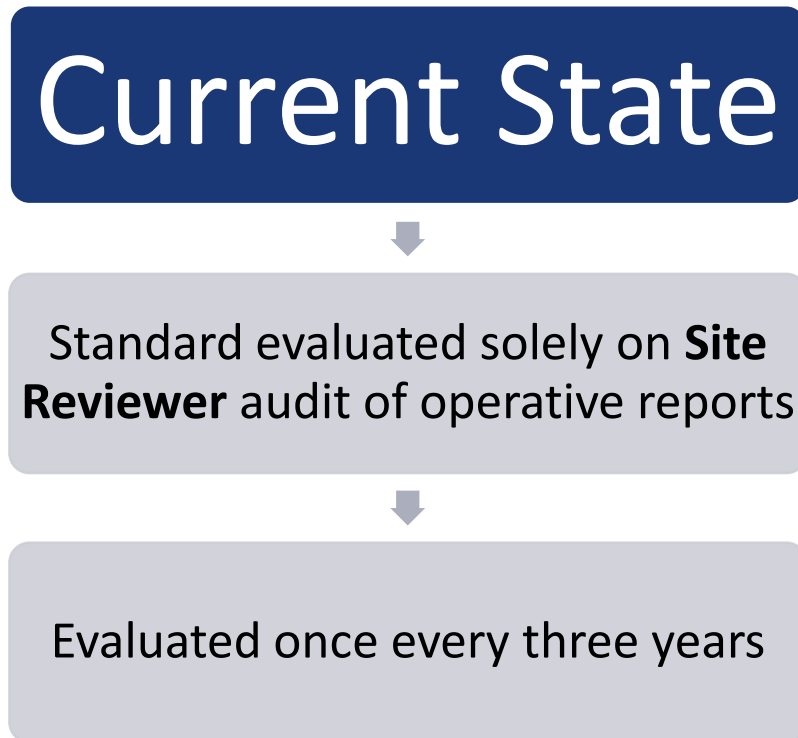 Current State
Standard evaluated solely on Site
Reviewer audit of operative reports
Evaluated once every three years